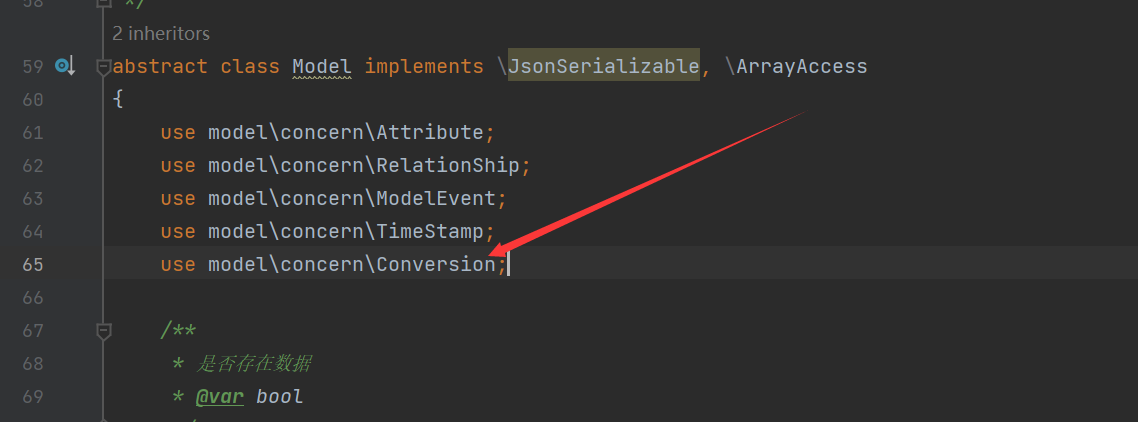 58 */
2 inheritors
59 abstract class Model implements \JsonSerializable, \ArrayAccess
60 {
61 use model\concern\Attribute;
62 use model\concern\RelationShip;
63 use model\concern\ModelEvent;
64 use model\concern\TimeStamp;
65 use model\concern\Conversion;
66
67 /**
68 * 是否存在数据
69 * @var bool